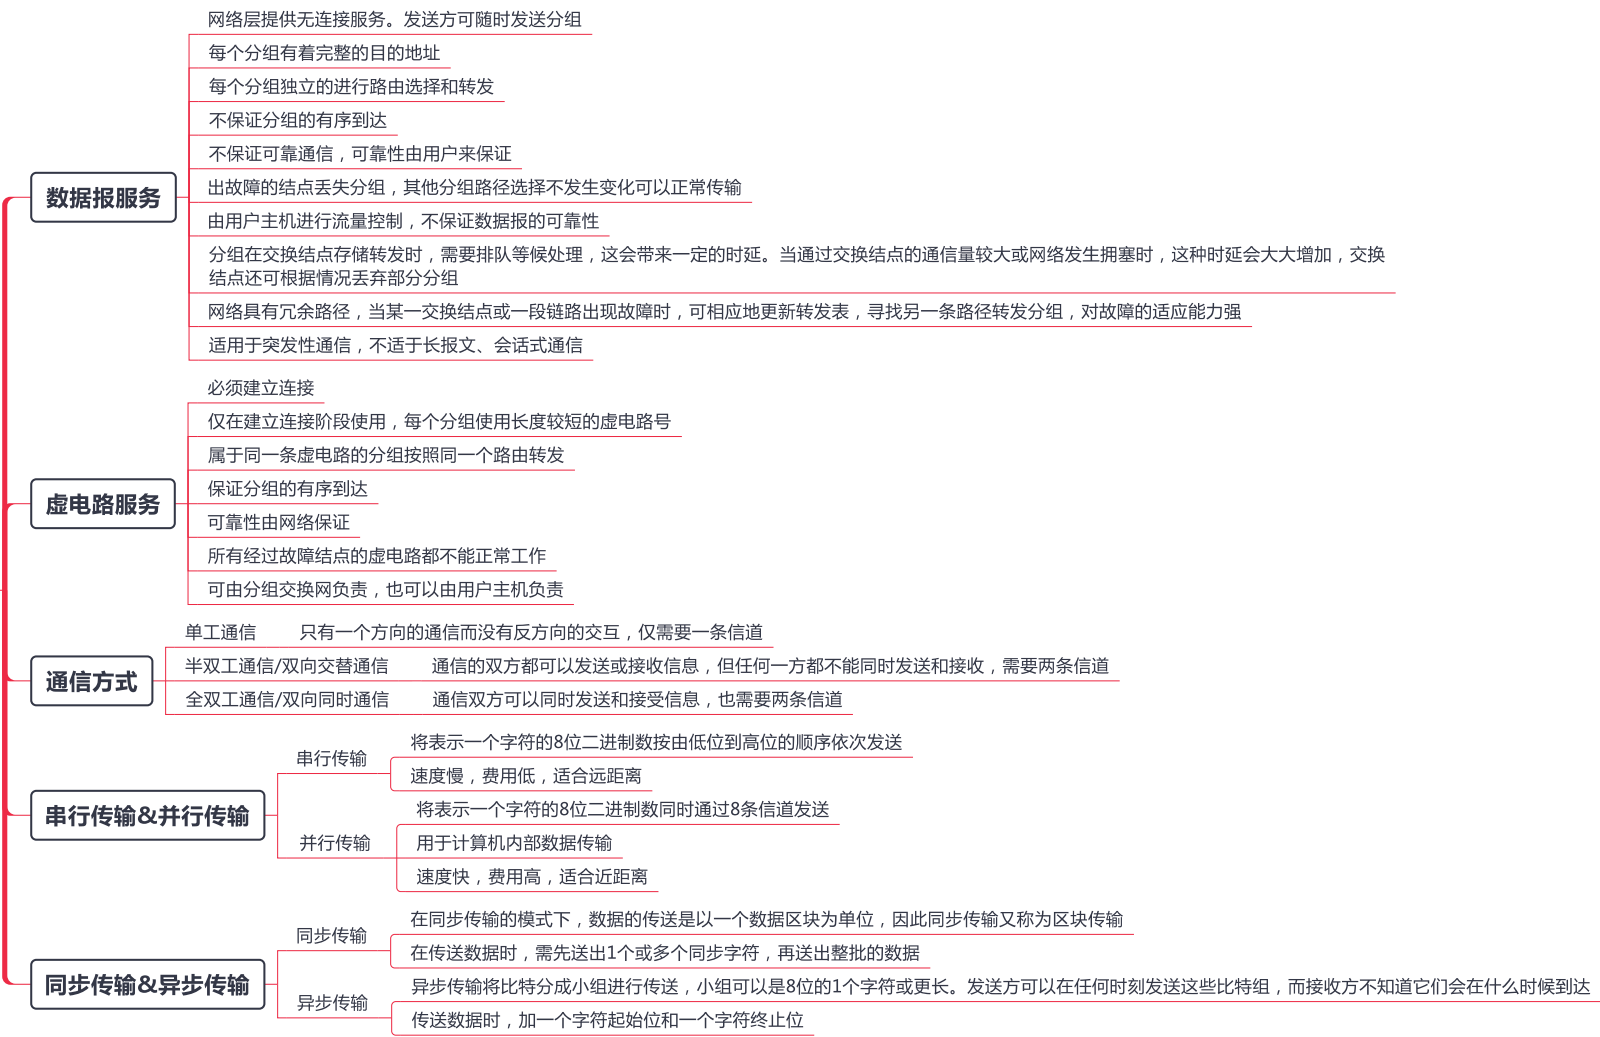 数据报服务
网络层提供无连接服务。发送方可随时发送分组
每个分组有着完整的目的地址
每个分组独立的进行路由选择和转发
不保证分组的有序到达
不保证可靠通信，可靠性由用户来保证
出故障的结点丢失分组，其他分组路径选择不发生变化可以正常传输
由用户主机进行流量控制，不保证数据报的可靠性
分组在交换结点存储转发时，需要排队等候处理，这会带来一定的时延。当通过交换结点的通信量较大或网络发生拥塞时，这种时延会大大增加，交换
结点还可根据情况丢弃部分分组
网络具有冗余路径，当某一交换结点或一段链路出现故障时，可相应地更新转发表，寻找另一条路径转发分组，对故障的适应能力强
适用于突发性通信，不适于长报文、会话式通信
虚电路服务
必须建立连接
仅在建立连接阶段使用，每个分组使用长度较短的虚电路号
属于同一条虚电路的分组按照同一个路由转发
保证分组的有序到达
可靠性由网络保证
所有经过故障结点的虚电路都不能正常工作
可由分组交换网负责，也可以由用户主机负责
通信方式
单工通信 只有一个方向的通信而没有反方向的交互，仅需要一条信道
半双工通信/双向交替通信 通信的双方都可以发送或接收信息，但任何一方都不能同时发送和接收，需要两条信道
全双工通信/双向同时通信 通信双方可以同时发送和接受信息，也需要两条信道
串行传输&并行传输
串行传输
将表示一个字符的8位二进制数按由低位到高位的顺序依次发送
速度慢，费用低，适合远距离
并行传输
将表示一个字符的8位二进制数同时通过8条信道发送
用于计算机内部数据传输
速度快，费用高，适合近距离
同步传输&异步传输
同步传输
在同步传输的模式下，数据的传送是以一个数据区块为单位，因此同步传输又称为区块传输
在传送数据时，需先送出1个或多个同步字符，再送出整批的数据
异步传输
异步传输将比特分成小组进行传送，小组可以是8位的1个字符或更长。发送方可以在任何时刻发送这些比特组，而接收方不知道它们会在什么时候到达
传送数据时，加一个字符起始位和一个字符终止位